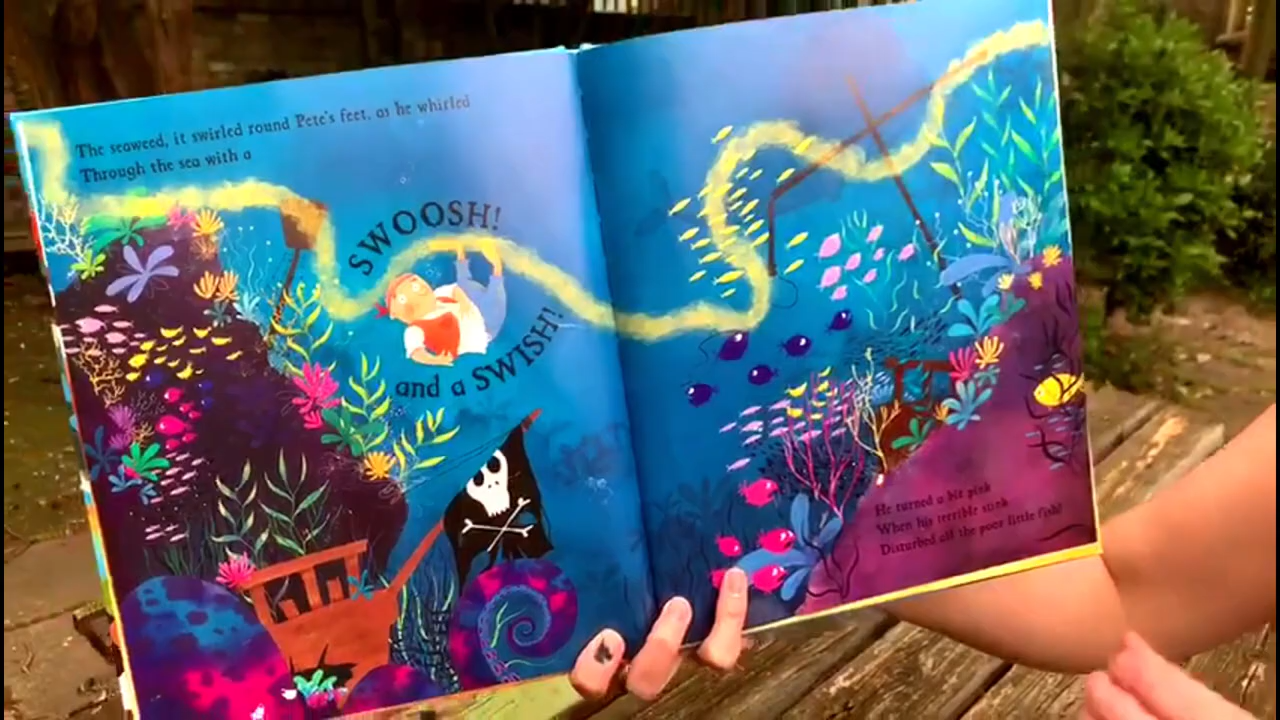 The seaweed, it swirled round Pete's feet, as he whirled
Through the sea with a
SWOOSH!
and a SWISH!
He turned a bit pink
When his terrible stink
Disturbed all the poor little fish!